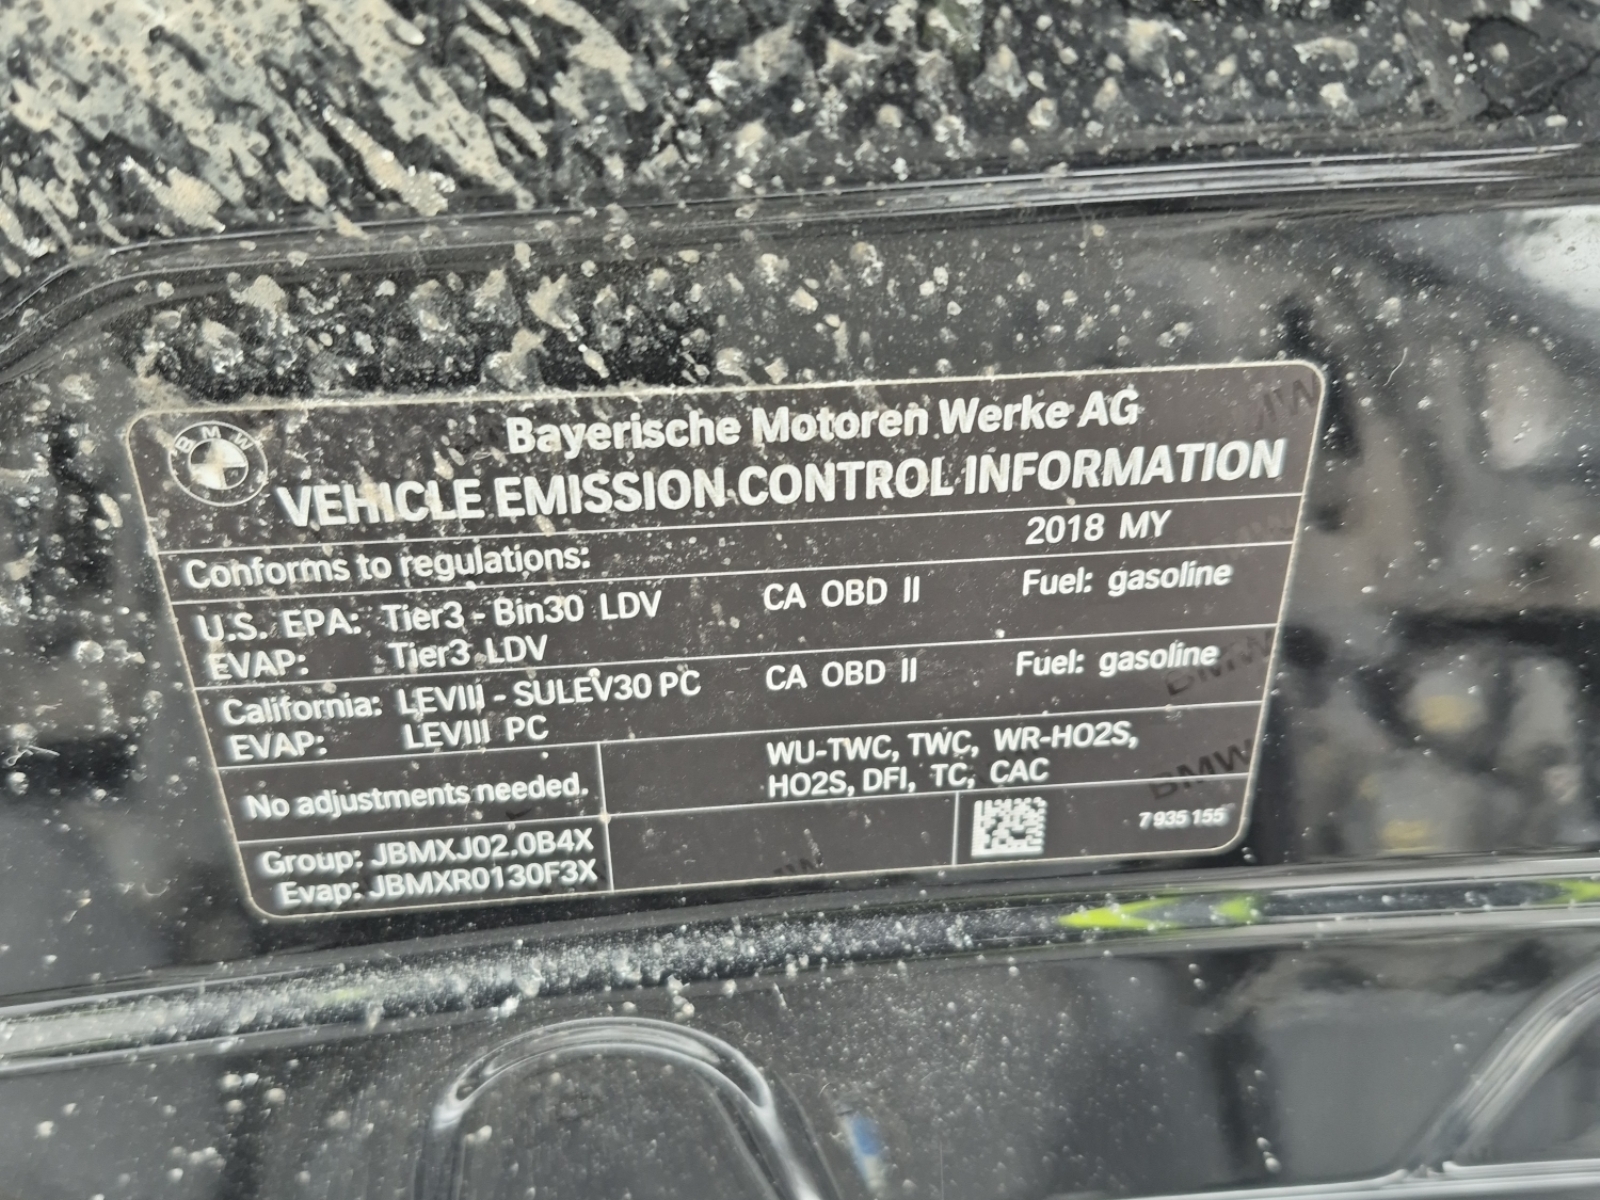 BMW
Bayerische Motoren Werke AG
VEHICLE EMISSION CONTROL INFORMATION
Conforms to regulations: 2018 MY
U.S. EPA: Tier3 - Bin30 LDV CA OBD II Fuel: gasoline
EVAP: Tier3 LDV
California: LEVIII - SULEV30 PC CA OBD II Fuel: gasoline
EVAP: LEVIII PC
No adjustments needed.
WU-TWC, TWC, WR-HO2S,
HO2S, DFI, TC, CAC
Group: JBMXJ02.0B4X
Evap: JBMXR0130F3X
7 935 155
BMW
BMW